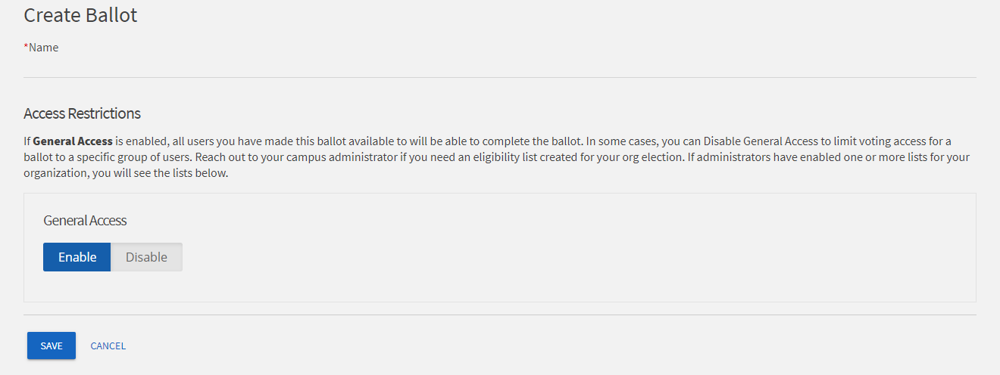 Create Ballot
*Name
Access Restrictions
If General Access is enabled, all users you have made this ballot available to will be able to complete the ballot. In some cases, you can Disable General Access to limit voting access for a
ballot to a specific group of users. Reach out to your campus administrator if you need an eligibility list created for your org election. If administrators have enabled one or more lists for your
organization, you will see the lists below.
General Access
Enable Disable
SAVE CANCEL